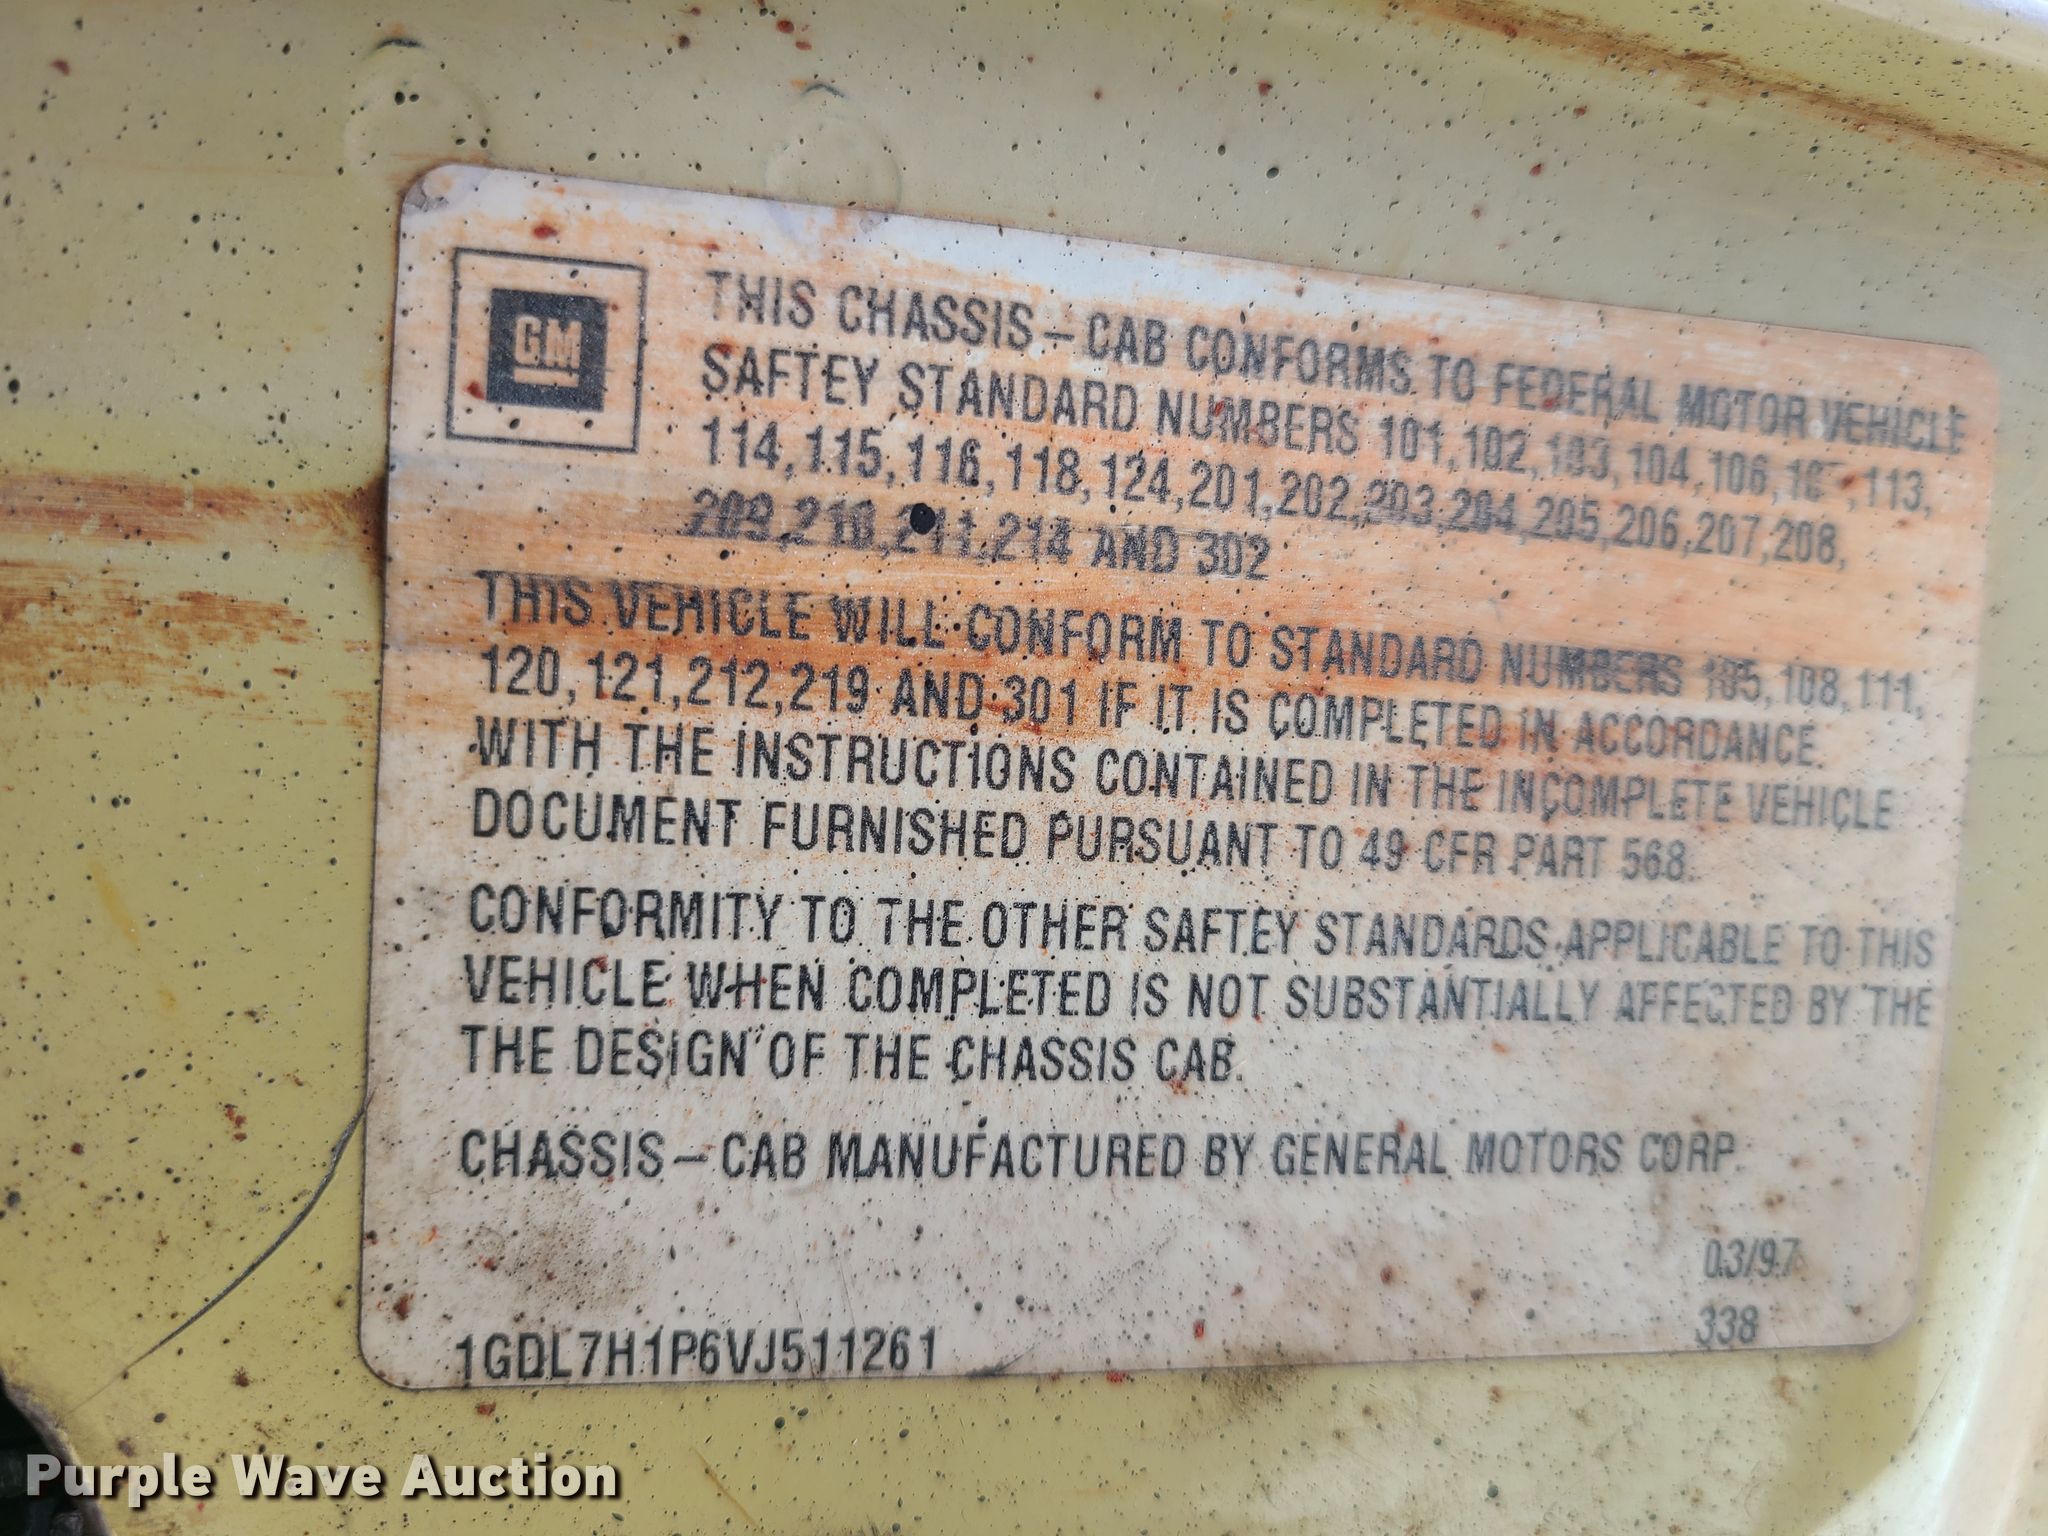 GM
THIS CHASSIS – CAB CONFORMS TO FEDERAL MOTOR VEHICLE
SAFTEY STANDARD NUMBERS 101, 102, 103, 104, 106, 113,
114, 115, 116, 118, 124, 201, 202, 203, 204, 205, 206, 207, 208,
209, 210, 211, 214 AND 302
THIS VEHICLE WILL CONFORM TO STANDARD NUMBERS 105, 108, 111,
120, 121, 212, 219 AND 301 IF IT IS COMPLETED IN ACCORDANCE
WITH THE INSTRUCTIONS CONTAINED IN THE INCOMPLETE VEHICLE
DOCUMENT FURNISHED PURSUANT TO 49 CFR PART 568.
CONFORMITY TO THE OTHER SAFTEY STANDARDS APPLICABLE TO THIS
VEHICLE WHEN COMPLETED IS NOT SUBSTANTIALLY AFFECTED BY THE
THE DESIGN OF THE CHASSIS CAB.
CHASSIS – CAB MANUFACTURED BY GENERAL MOTORS CORP.
03/97
338
1GDL7H1P6VJ511261
Purple Wave Auction